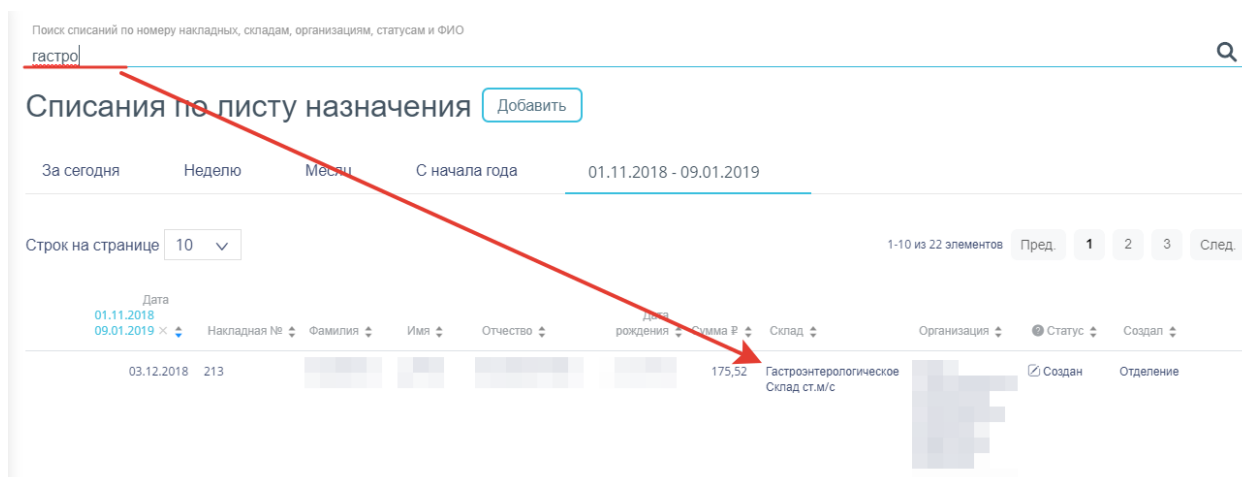 Поиск списаний по номеру накладных, складам, организациям, статусам и ФИО
гастро
Списания по листу назначения Добавить
За сегодня Неделю Месяц С начала года 01.11.2018 - 09.01.2019
Строк на странице 10 1-10 из 22 элементов Пред. 1 2 3 След.
Дата
01.11.2018
09.01.2019 × Накладная № Фамилия Имя Отчество Дата рождения Сумма ₽ Склад Организация Статус Создал
03.12.2018 213 175,52 Гастроэнтерологическое Создан Отделение
Склад ст.м/с